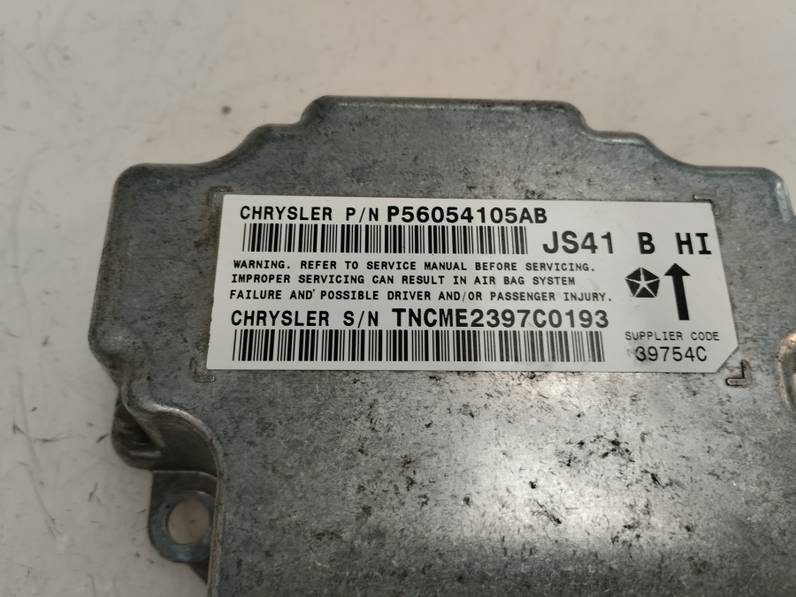 CHRYSLER P/N P56054105AB
JS41 B HI
WARNING. REFER TO SERVICE MANUAL BEFORE SERVICING.
IMPROPER SERVICING CAN RESULT IN AIR BAG SYSTEM
FAILURE AND POSSIBLE DRIVER AND/OR PASSENGER INJURY.
CHRYSLER S/N TNCME2397C0193
SUPPLIER CODE
39754C